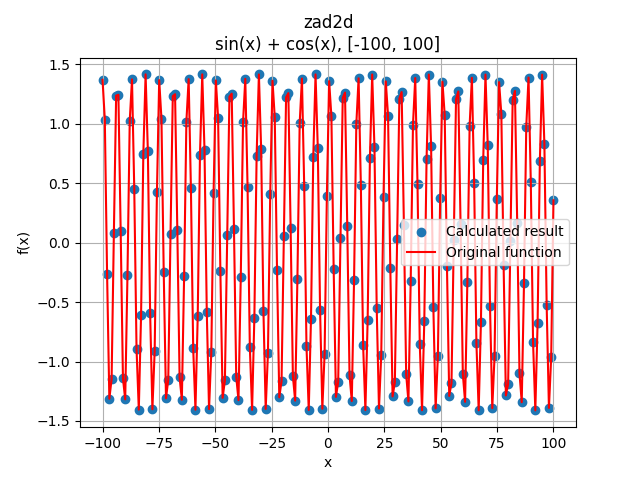 zad2d
sin(x) + cos(x), [-100, 100]
f(x)
1.5
1.0
0.5
0.0
−0.5
−1.0
−1.5
Calculated result
Original function
−100
−75
−50
−25
0
25
50
75
100
x